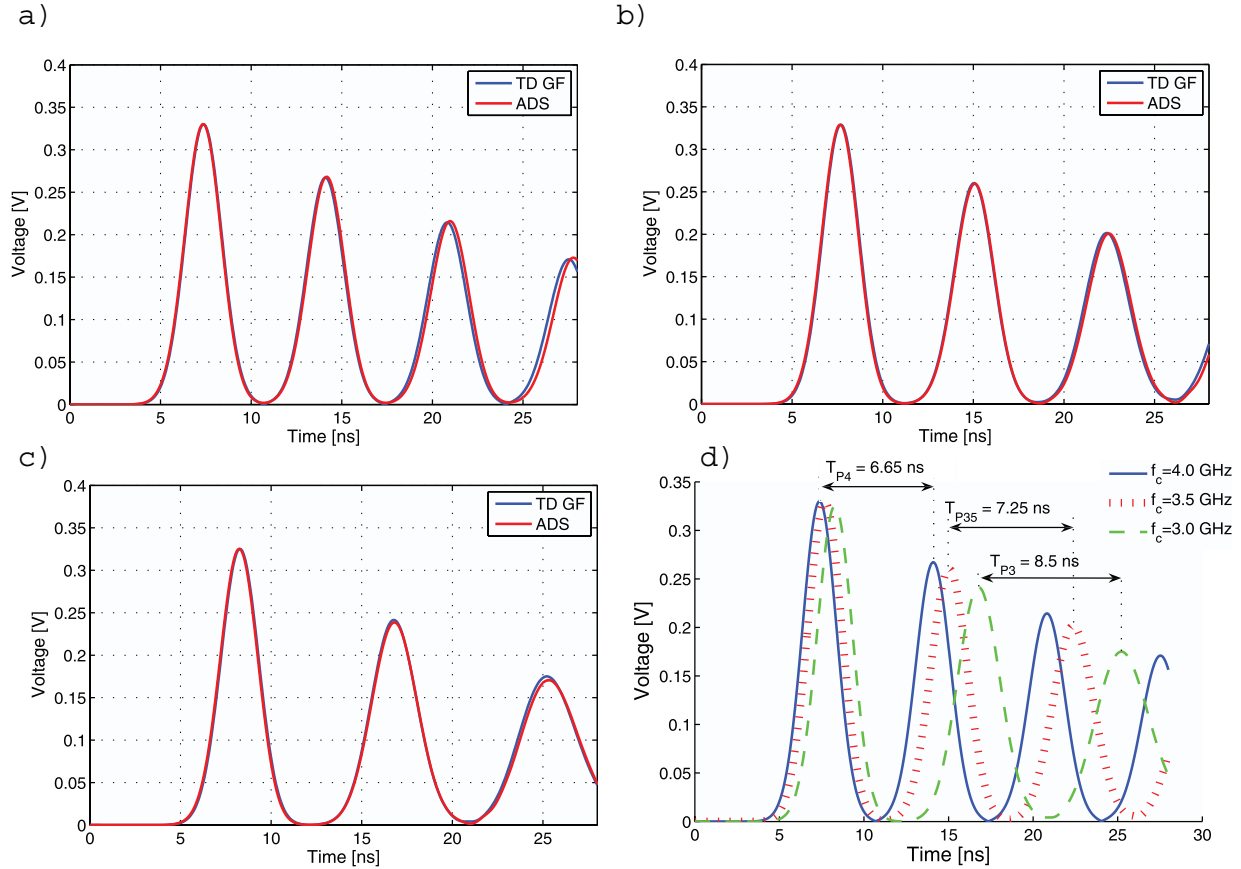 a)
0.4
0.35
0.3
0.25
0.2
0.15
0.1
0.05
0
Voltage [V]
0 5 10 15 20 25
Time [ns]
TD GF
ADS
b)
0.4
0.35
0.3
0.25
0.2
0.15
0.1
0.05
0
Voltage [V]
0 5 10 15 20 25
Time [ns]
TD GF
ADS
c)
0.4
0.35
0.3
0.25
0.2
0.15
0.1
0.05
0
Voltage [V]
0 5 10 15 20 25
Time [ns]
TD GF
ADS
d)
0.35
0.3
0.25
0.2
0.15
0.1
0.05
0
Voltage [V]
0 5 10 15 20 25 30
Time [ns]
T_P4 = 6.65 ns
T_P35 = 7.25 ns
T_P3 = 8.5 ns
f_c=4.0 GHz
f_c=3.5 GHz
f_c=3.0 GHz